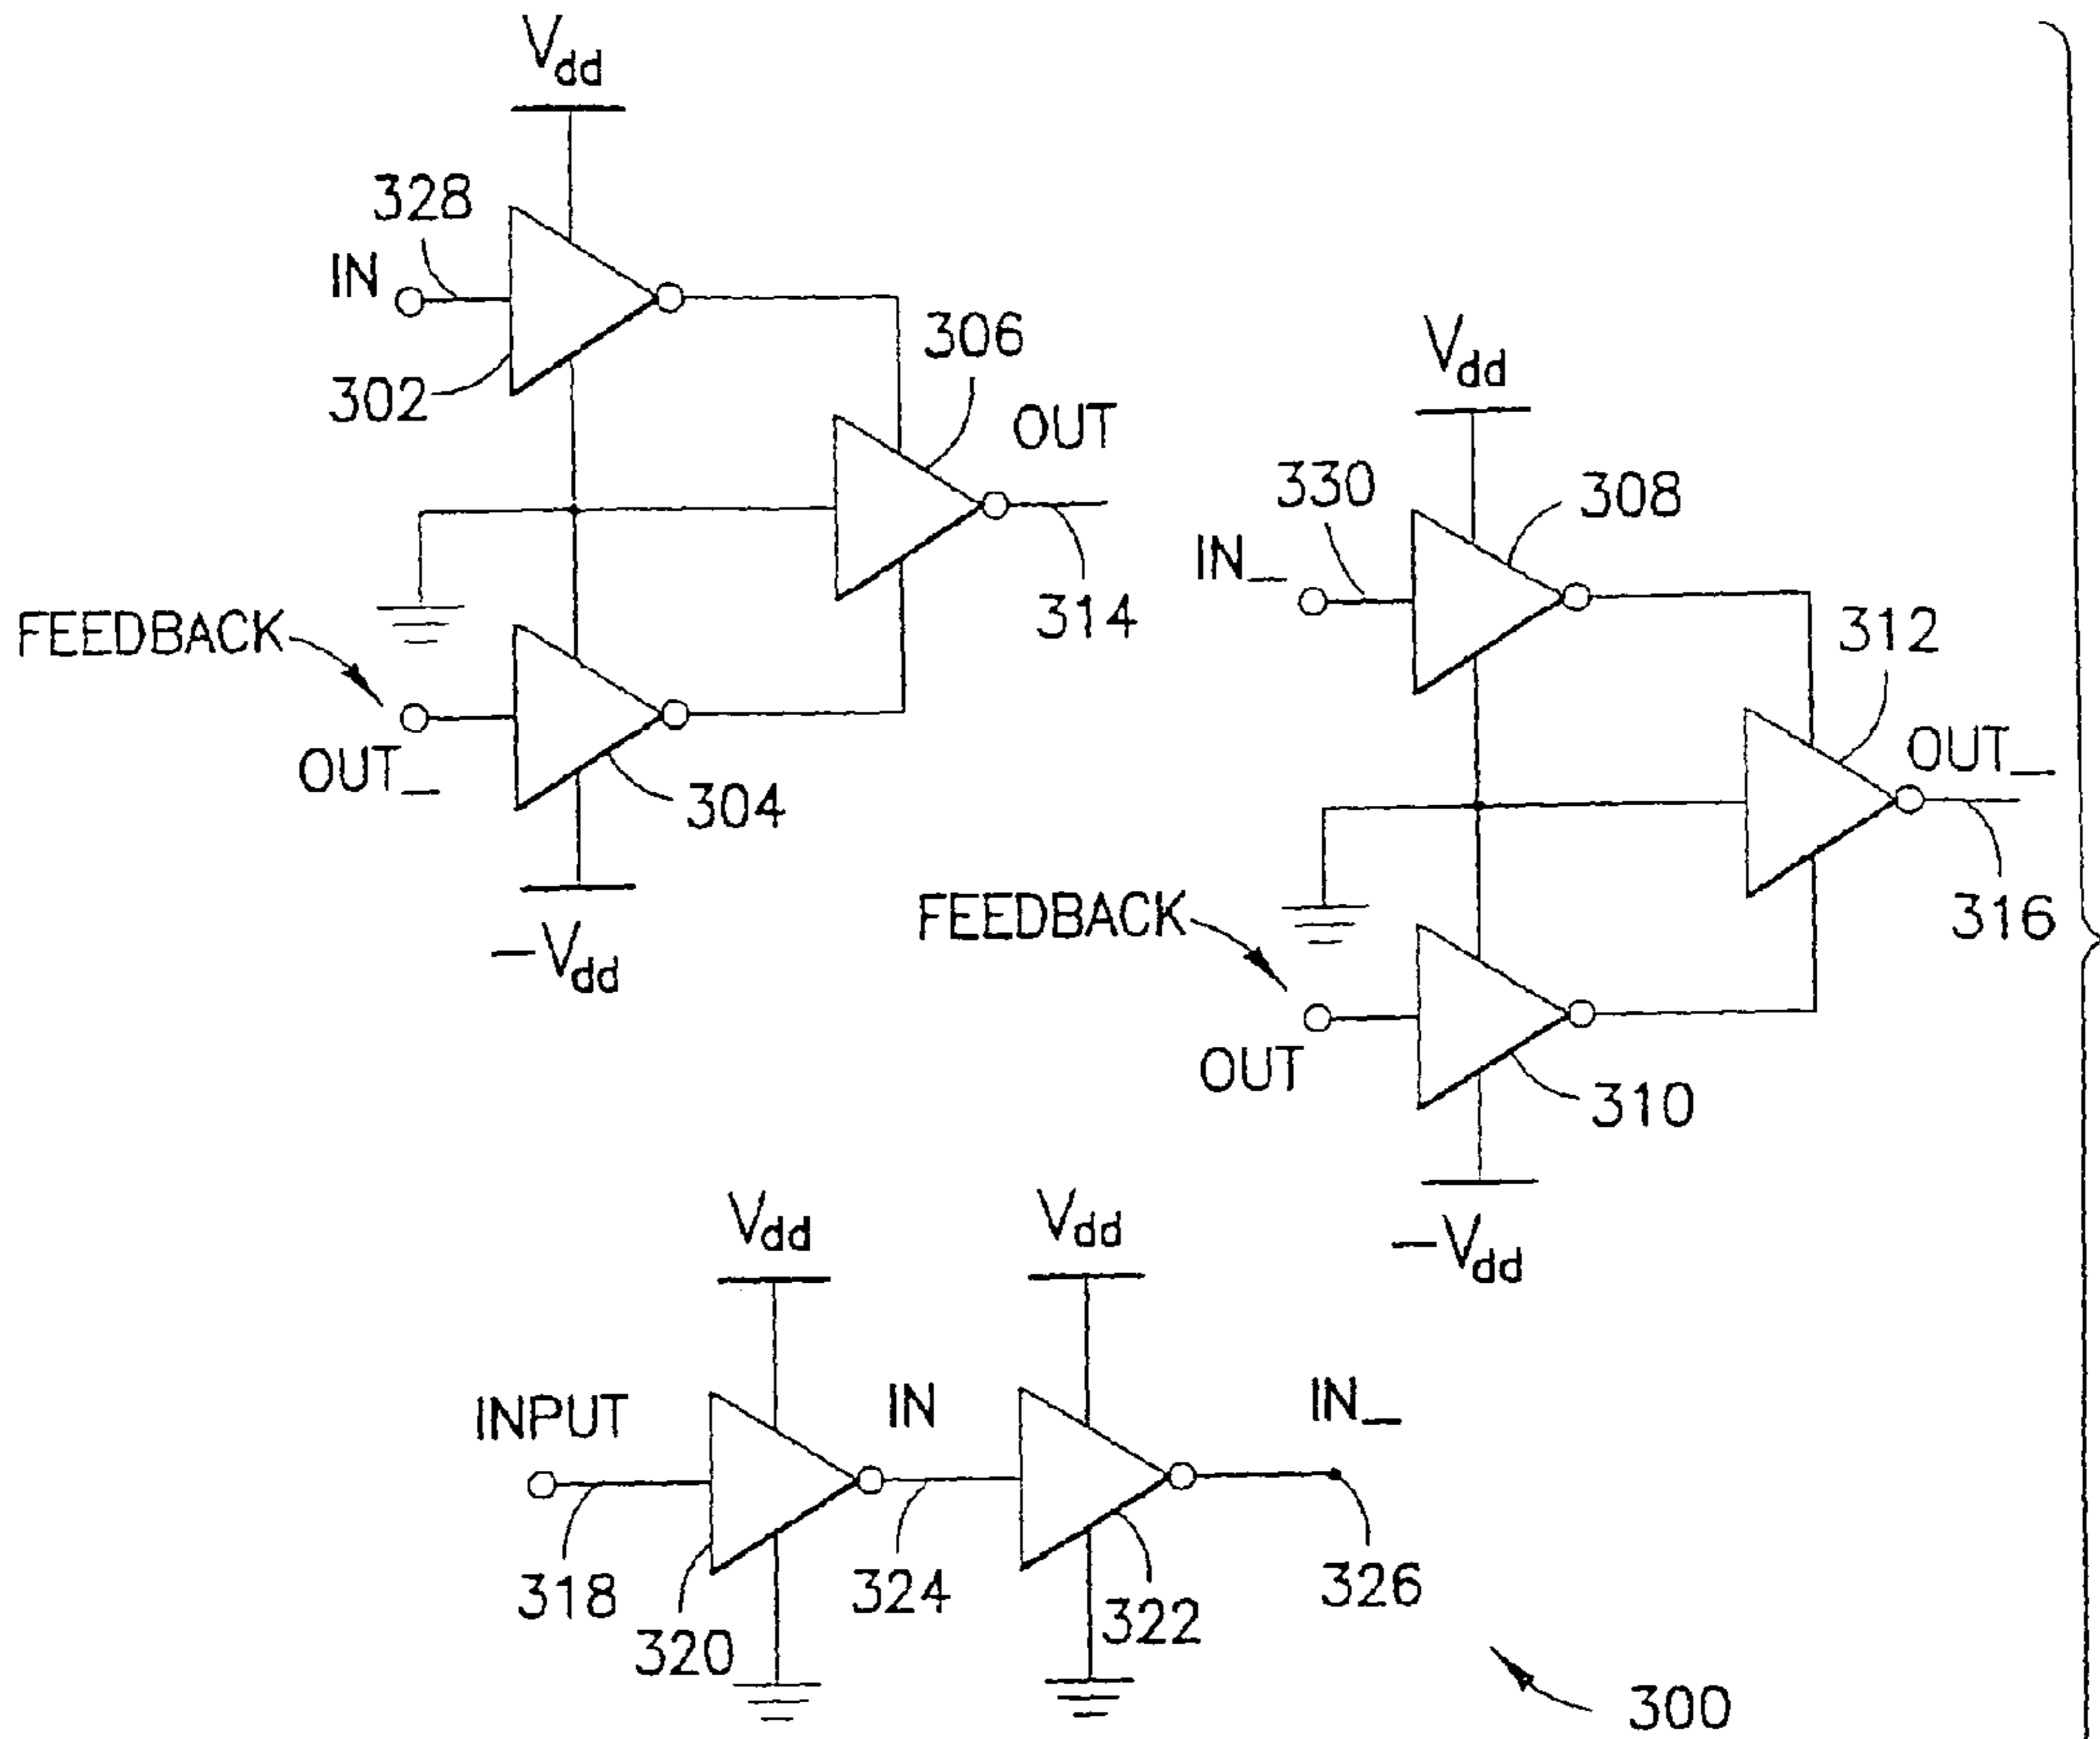 Vdd
328
IN
302
306
OUT
314
FEEDBACK
OUT_
304
-Vdd
Vdd
330
308
IN_
312
OUT_
316
FEEDBACK
OUT
310
-Vdd
Vdd
Vdd
INPUT
IN
IN_
318
320
324
322
326
300